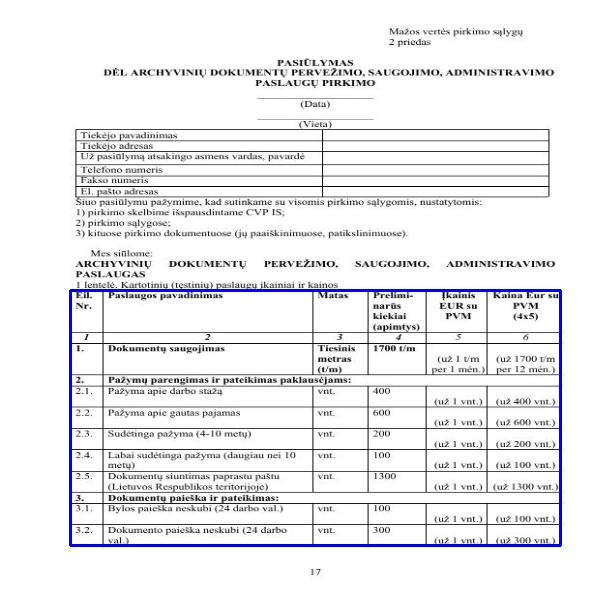 Mažos vertės pirkimo sąlygų
2 priedas
PASIŪLYMAS
DĖL ARCHYVINIŲ DOKUMENTŲ PERVEŽIMO, SAUGOJIMO, ADMINISTRAVIMO
PASLAUGŲ PIRKIMO
(Data)
(Vieta)
Tiekėjo pavadinimas
Tiekėjo adresas
Už pasiūlymą atsakingo asmens vardas, pavardė
Telefono numeris
Fakso numeris
El. pašto adresas
Šiuo pasiūlymu pažymime, kad sutinkame su visomis pirkimo sąlygomis, nustatytomis:
1) pirkimo skelbime išspausdintame CVP IS;
2) pirkimo sąlygose;
3) kituose pirkimo dokumentuose (jų paaiškinimuose, patikslinimuose).
Mes siūlome:
ARCHYVINIŲ DOKUMENTŲ PERVEŽIMO, SAUGOJIMO, ADMINISTRAVIMO
PASLAUGAS
1 lentelė. Kartotinių (tęstinių) paslaugų įkainiai ir kainos
Eil. Nr. Paslaugos pavadinimas Matas Prelimi-narūs kiekiai (apimtys) Įkainis EUR su PVM Kaina Eur su PVM (4x5)
1 2 3 4 5 6
1. Dokumentų saugojimas Tiesinis metras (t/m) 1700 t/m (už 1 t/m per 1 mėn.) (už 1700 t/m per 12 mėn.)
2. Pažymų parengimas ir pateikimas paklausėjams:
2.1. Pažyma apie darbo stažą vnt. 400 (už 1 vnt.) (už 400 vnt.)
2.2. Pažyma apie gautas pajamas vnt. 600 (už 1 vnt.) (už 600 vnt.)
2.3. Sudėtinga pažyma (4-10 metų) vnt. 200 (už 1 vnt.) (už 200 vnt.)
2.4. Labai sudėtinga pažyma (daugiau nei 10 metų) vnt. 100 (už 1 vnt.) (už 100 vnt.)
2.5. Dokumentų siuntimas paprastu paštu (Lietuvos Respublikos teritorijoje) vnt. 1300 (už 1 vnt.) (už 1300 vnt.)
3. Dokumentų paieška ir pateikimas:
3.1. Bylos paieška neskubi (24 darbo val.) vnt. 100 (už 1 vnt.) (už 100 vnt.)
3.2. Dokumento paieška neskubi (24 darbo val.) vnt. 300 (už 1 vnt.) (už 300 vnt.)
17